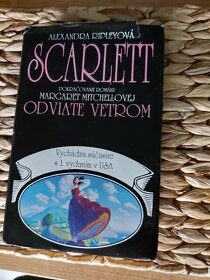 ALEXANDRA RIPLEYOVÁ
SCARLETT
POKRAČOVANIE ROMÁNU
MARGARET MITCHELLOVEJ
ODVIATE VETROM
Vychádza súčasne
s 1. vydaním v USA